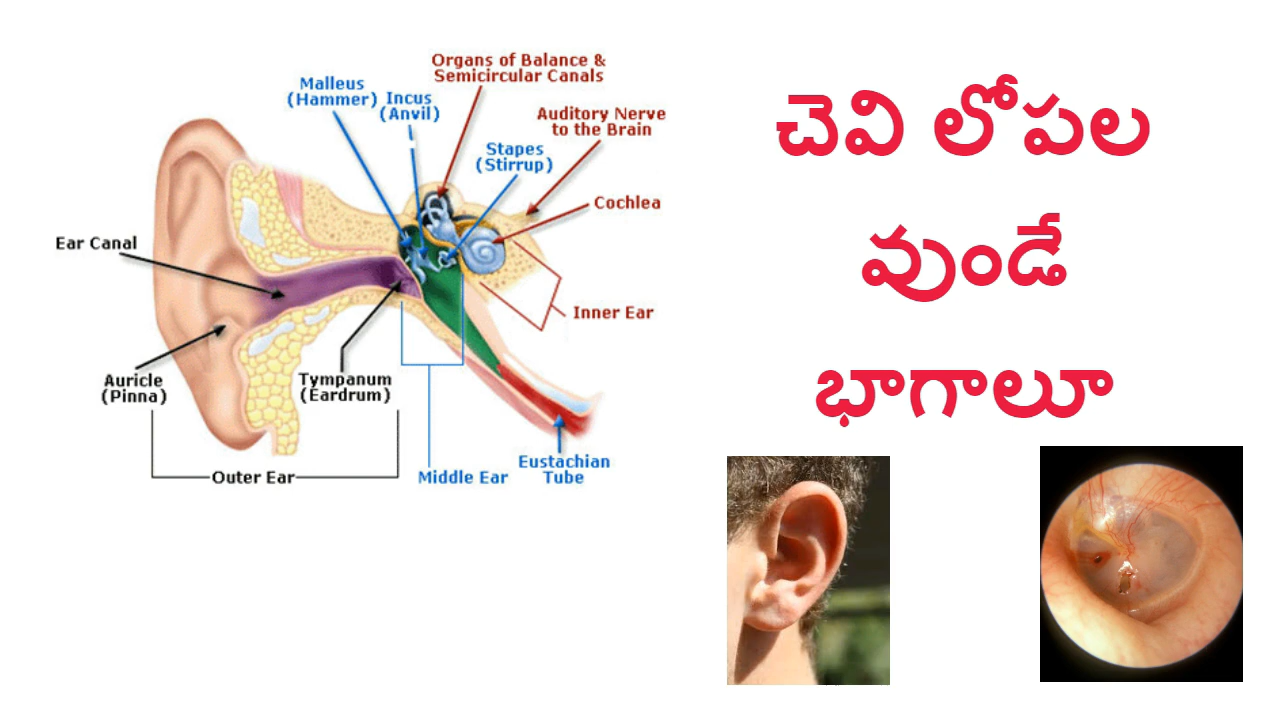 Organs of Balance &
Semicircular Canals
Malleus
(Hammer)
Incus
(Anvil)
Auditory Nerve
to the Brain
Stapes
(Stirrup)
Cochlea
Ear Canal
Inner Ear
Auricle
(Pinna)
Tympanum
(Eardrum)
Outer Ear
Middle Ear
Eustachian
Tube
చెవి లోపల
వుండే
భాగాలూ